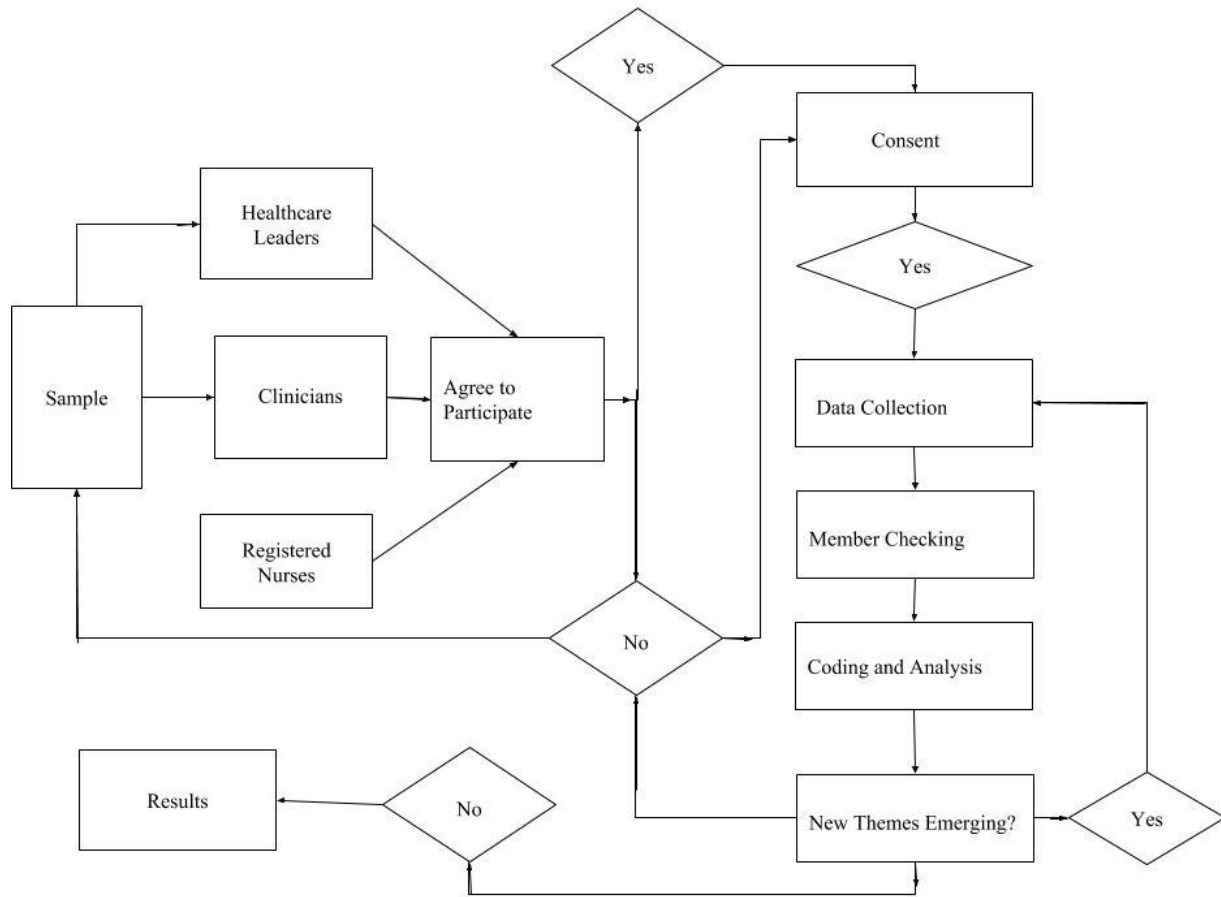 Yes
Consent
Healthcare
Leaders
Yes
Sample
Clinicians
Agree to
Participate
Data Collection
Registered
Nurses
Member Checking
No
Coding and Analysis
Results
No
New Themes Emerging?
Yes